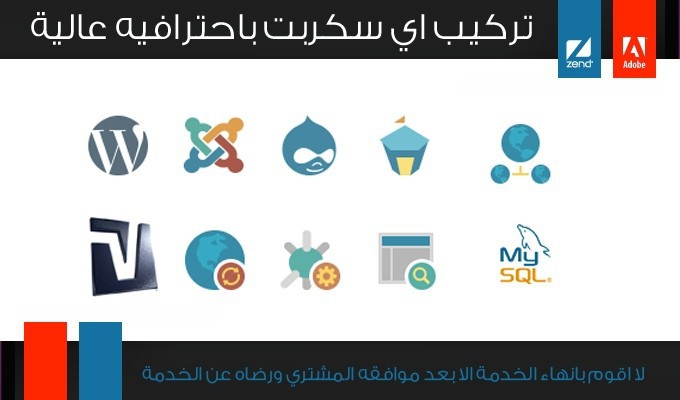 تركيب اي سكربت باحترافيه عالية
zend
Adobe
My
SQL
لا اقوم بانهاء الخدمة الا بعد موافقه المشتري ورضاه عن الخدمة